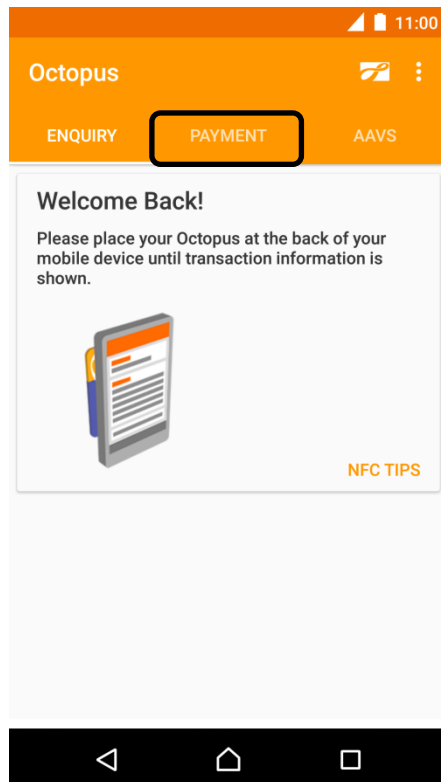 11:00
Octopus
ENQUIRY PAYMENT AAVS
Welcome Back!
Please place your Octopus at the back of your
mobile device until transaction information is
shown.
NFC TIPS